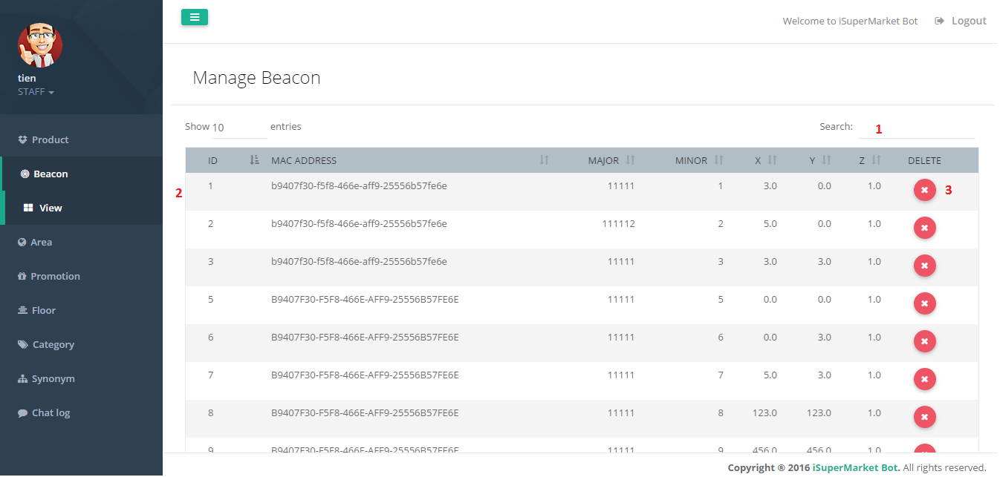 Welcome to iSuperMarket Bot Logout
tien
STAFF
Product
Beacon
View
Area
Promotion
Floor
Category
Synonym
Chat log
Manage Beacon
Show 10 entries Search: 1
ID MAC ADDRESS MAJOR MINOR X Y Z DELETE
2
1 b9407f30-f5f8-466e-aff9-25556b57fe6e 11111 1 3.0 0.0 1.0 3
2 b9407f30-f5f8-466e-aff9-25556b57fe6e 111112 2 5.0 0.0 1.0
3 b9407f30-f5f8-466e-aff9-25556b57fe6e 11111 3 3.0 3.0 1.0
5 B9407F30-F5F8-466E-AFF9-25556B57FE6E 11111 5 0.0 0.0 1.0
6 B9407F30-F5F8-466E-AFF9-25556B57FE6E 11111 6 0.0 3.0 1.0
7 B9407F30-F5F8-466E-AFF9-25556B57FE6E 11111 7 5.0 3.0 1.0
8 B9407F30-F5F8-466E-AFF9-25556B57FE6E 11111 8 123.0 123.0 1.0
9 B9407F30-F5F8-466E-AFF9-25556B57FE6E 11111 9 456.0 456.0 1.0
Copyright ® 2016 iSuperMarket Bot. All rights reserved.